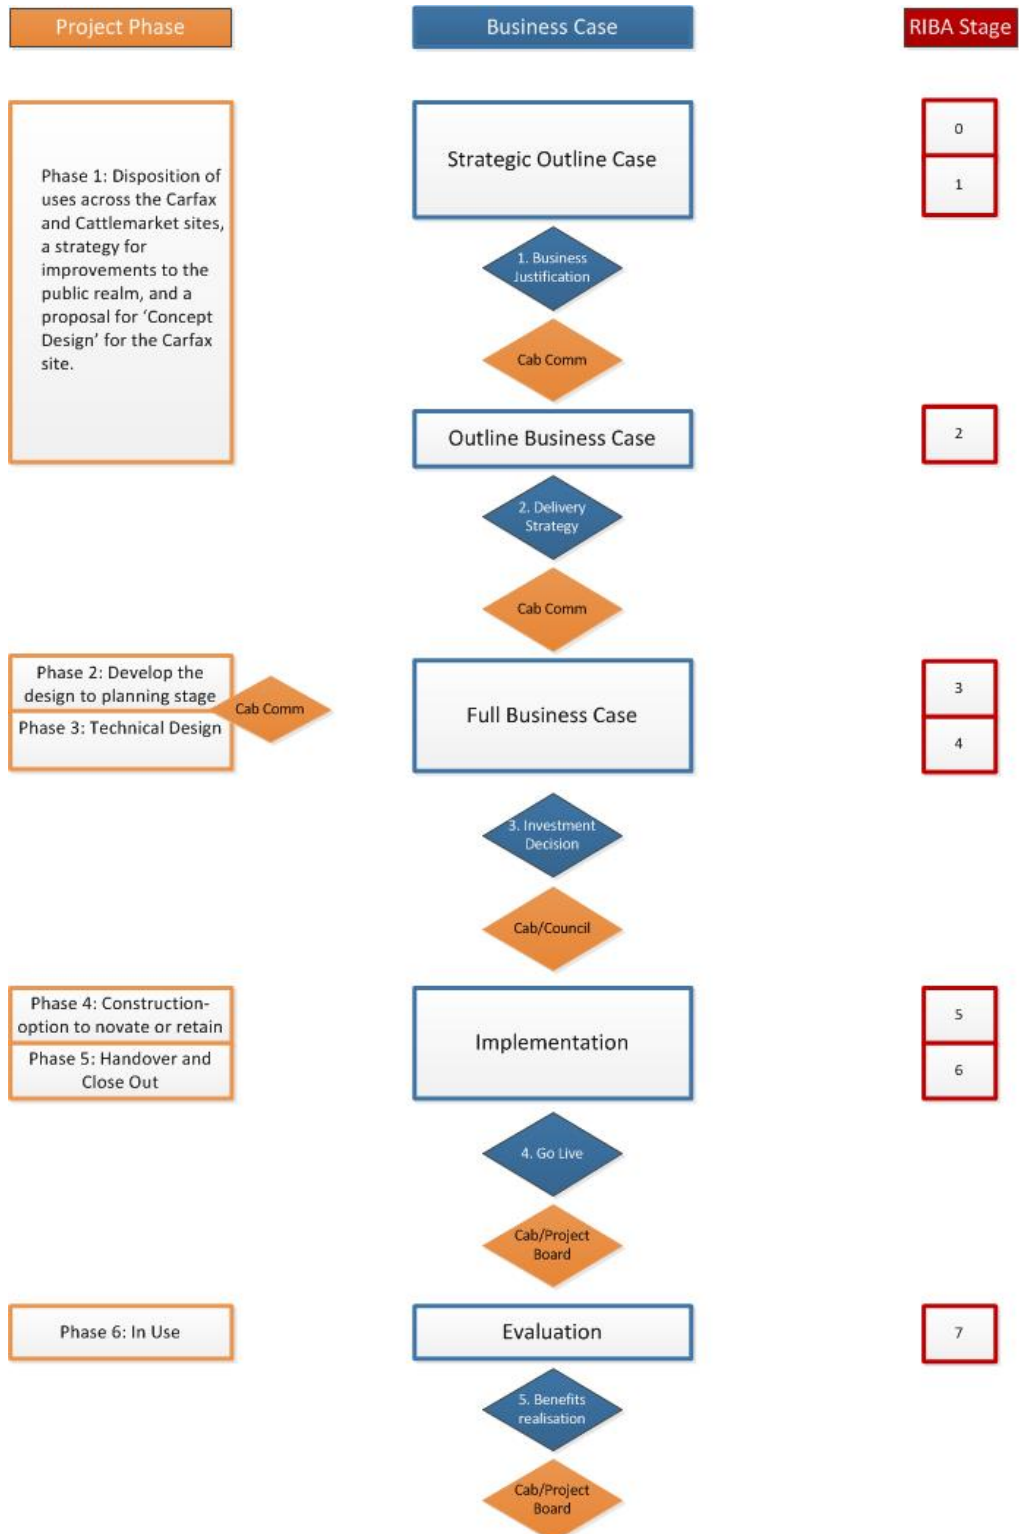 Project Phase
Business Case
RIBA Stage
Phase 1: Disposition of
uses across the Carfax
and Cattlemarket sites,
a strategy for
improvements to the
public realm, and a
proposal for ‘Concept
Design’ for the Carfax
site.
Strategic Outline Case
0
1
1. Business
Justification
Cab Comm
Outline Business Case
2
2. Delivery
Strategy
Cab Comm
Phase 2: Develop the
design to planning stage
Phase 3: Technical Design
Cab Comm
Full Business Case
3
4
3. Investment
Decision
Cab/Council
Phase 4: Construction-
option to novate or retain
Phase 5: Handover and
Close Out
Implementation
5
6
4. Go Live
Cab/Project
Board
Phase 6: In Use
Evaluation
7
5. Benefits
realisation
Cab/Project
Board